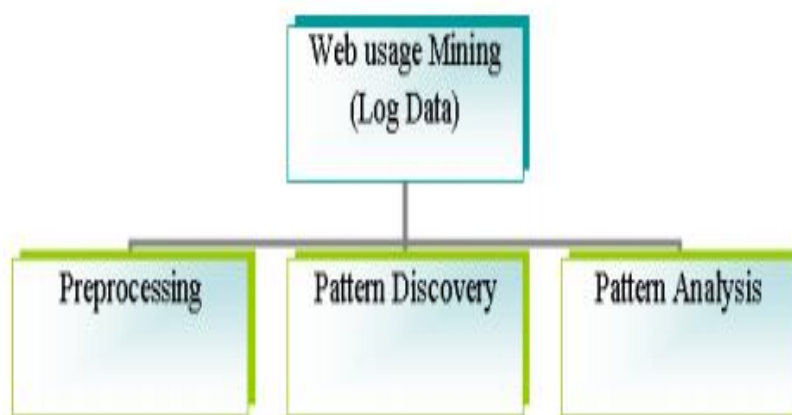 Web usage Mining
(Log Data)
Preprocessing
Pattern Discovery
Pattern Analysis